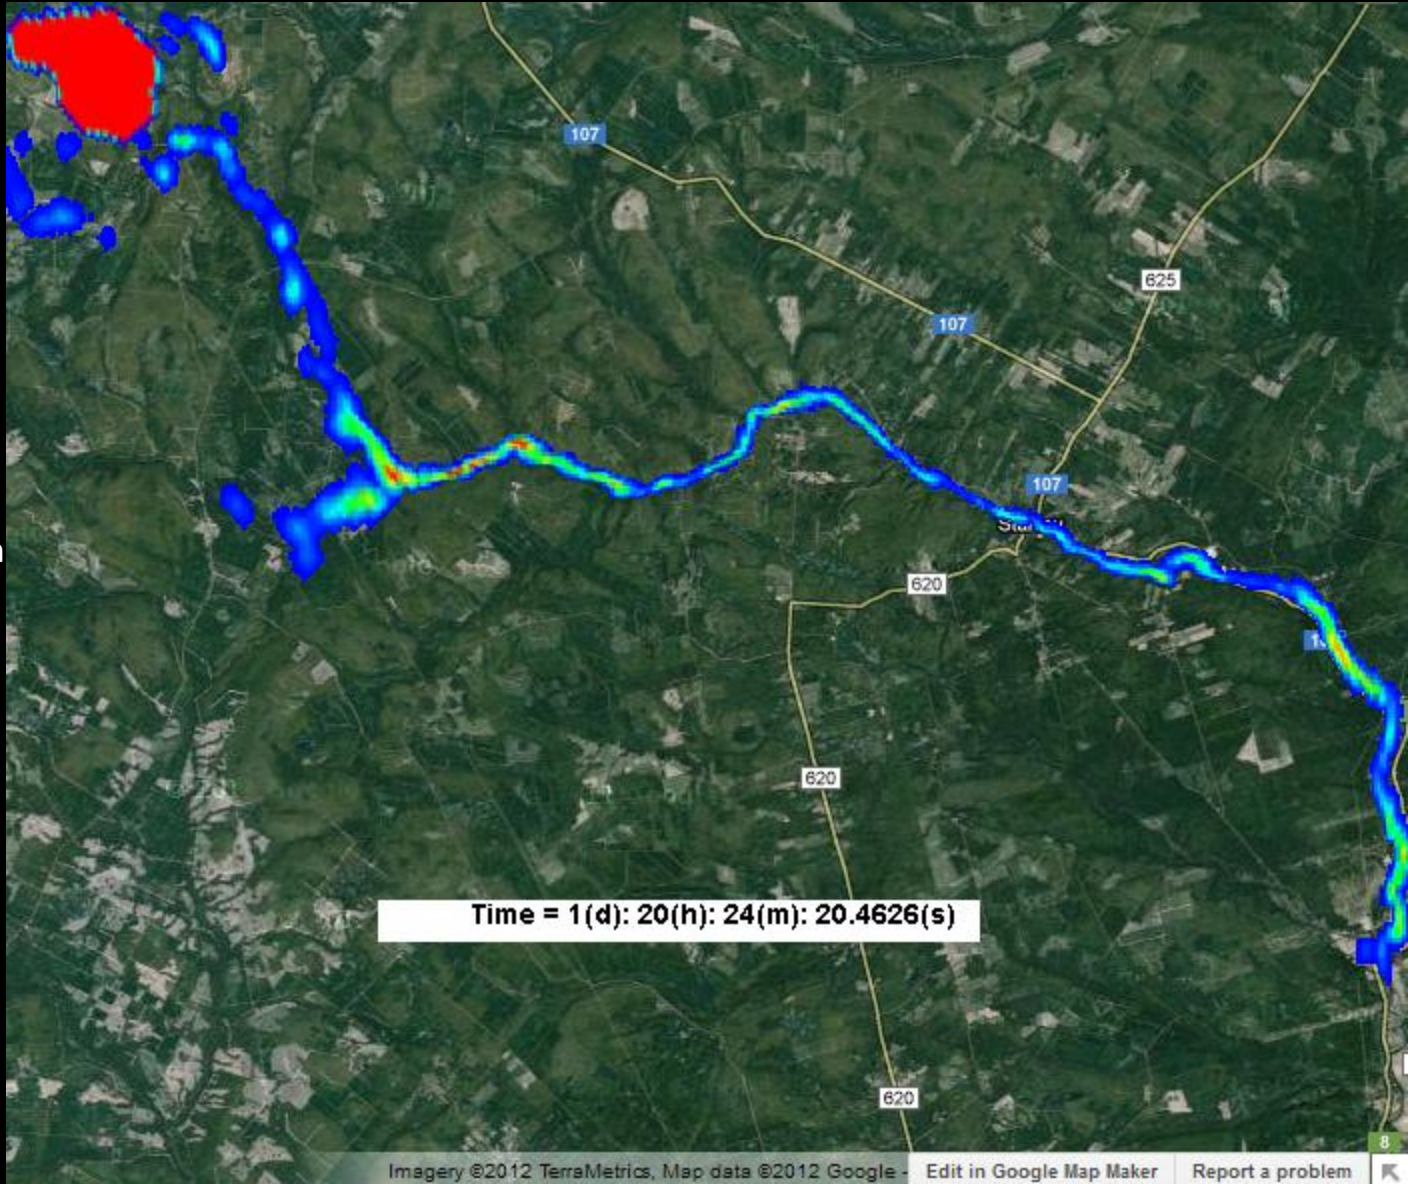 107
625
107
107
620
620
Time = 1(d): 20(h): 24(m): 20.4626(s)
620
8
Imagery ©2012 TerraMetrics, Map data ©2012 Google -
Edit in Google Map Maker
Report a problem